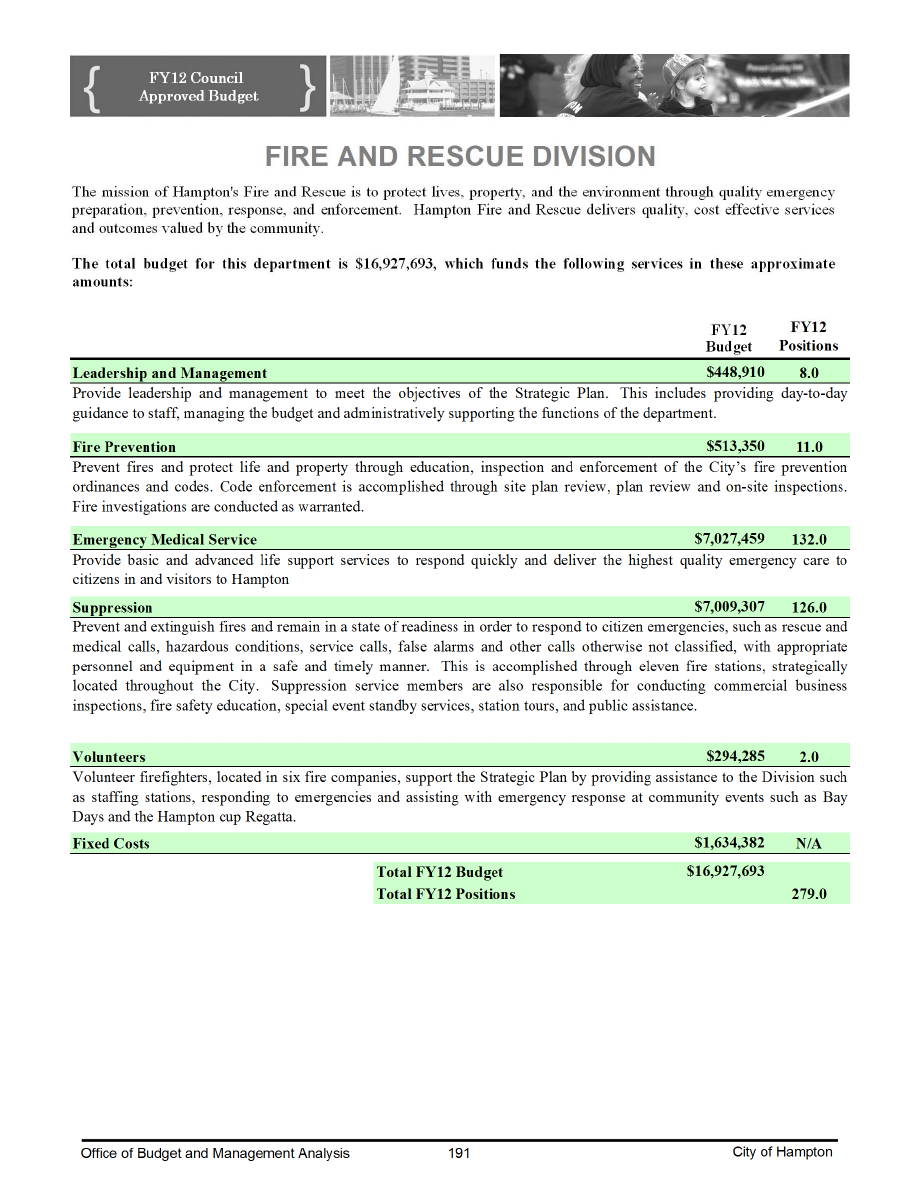 FY12 Council
Approved Budget
FIRE AND RESCUE DIVISION
The mission of Hampton's Fire and Rescue is to protect lives, property, and the environment through quality emergency
preparation, prevention, response, and enforcement. Hampton Fire and Rescue delivers quality, cost effective services
and outcomes valued by the community.
The total budget for this department is $16,927,693, which funds the following services in these approximate
amounts:
FY12 Budget FY12 Positions
Leadership and Management $448,910 8.0
Provide leadership and management to meet the objectives of the Strategic Plan. This includes providing day-to-day
guidance to staff, managing the budget and administratively supporting the functions of the department.
Fire Prevention $513,350 11.0
Prevent fires and protect life and property through education, inspection and enforcement of the City’s fire prevention
ordinances and codes. Code enforcement is accomplished through site plan review, plan review and on-site inspections.
Fire investigations are conducted as warranted.
Emergency Medical Service $7,027,459 132.0
Provide basic and advanced life support services to respond quickly and deliver the highest quality emergency care to
citizens in and visitors to Hampton
Suppression $7,009,307 126.0
Prevent and extinguish fires and remain in a state of readiness in order to respond to citizen emergencies, such as rescue and
medical calls, hazardous conditions, service calls, false alarms and other calls otherwise not classified, with appropriate
personnel and equipment in a safe and timely manner. This is accomplished through eleven fire stations, strategically
located throughout the City. Suppression service members are also responsible for conducting commercial business
inspections, fire safety education, special event standby services, station tours, and public assistance.
Volunteers $294,285 2.0
Volunteer firefighters, located in six fire companies, support the Strategic Plan by providing assistance to the Division such
as staffing stations, responding to emergencies and assisting with emergency response at community events such as Bay
Days and the Hampton cup Regatta.
Fixed Costs $1,634,382 N/A
Total FY12 Budget $16,927,693
Total FY12 Positions 279.0
Office of Budget and Management Analysis 191 City of Hampton